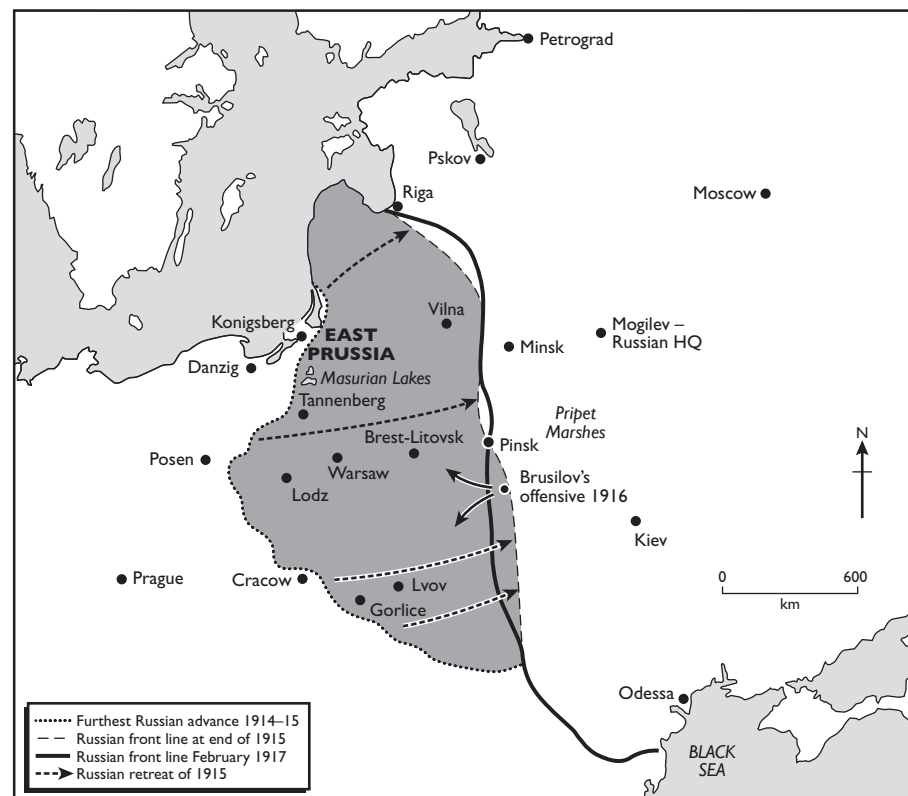 Petrograd
Pskov
Riga
Moscow
Vilna
Konigsberg
EAST
PRUSSIA
Mogilev –
Russian HQ
Minsk
Danzig
Masurian Lakes
Tannenberg
Pripet
Marshes
Brest-Litovsk
Pinsk
Posen
Warsaw
Lodz
Brusilov's
offensive 1916
N
Kiev
Prague
Cracow
Lvov
Gorlice
0 600
km
Odessa
BLACK
SEA
Furthest Russian advance 1914–15
Russian front line at end of 1915
Russian front line February 1917
Russian retreat of 1915